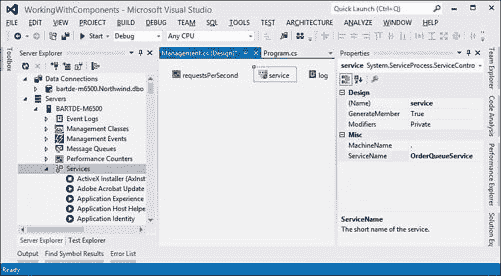 WorkingWithComponents - Microsoft Visual Studio
Quick Launch (Ctrl+Q)
FILE EDIT VIEW PROJECT BUILD DEBUG TEAM SQL TOOLS TEST ARCHITECTURE ANALYZE WINDOW HELP
Start Debug Any CPU
Toolbox
Server Explorer
Data Connections
bartde-m6500.Northwind.dbo
Servers
BARTDE-M6500
Event Logs
Management Classes
Management Events
Message Queues
Performance Counters
Services
ActiveX Installer (AxInst
Adobe Acrobat Update
Application Experience
Application Host Helpe
Application Identity
Server Explorer Test Explorer
Management.cs [Design]* Program.cs
requestsPerSecond service log
Properties
service System.ServiceProcess.ServiceContro
Design
(Name) service
GenerateMember True
Modifiers Private
Misc
MachineName .
ServiceName OrderQueueService
ServiceName
The short name of the service.
Team Explorer
Code Analysis
Performance Explorer
Solution Ex
Output Find Symbol Results Error List
Ready